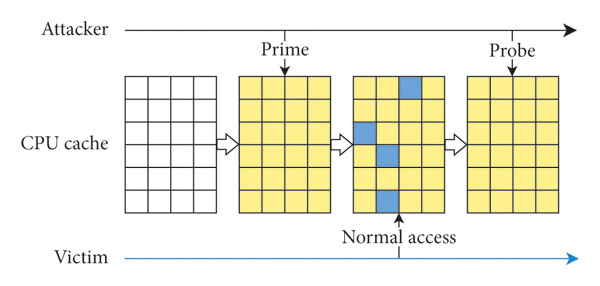 Attacker
Prime
Probe
CPU cache
Normal access
Victim